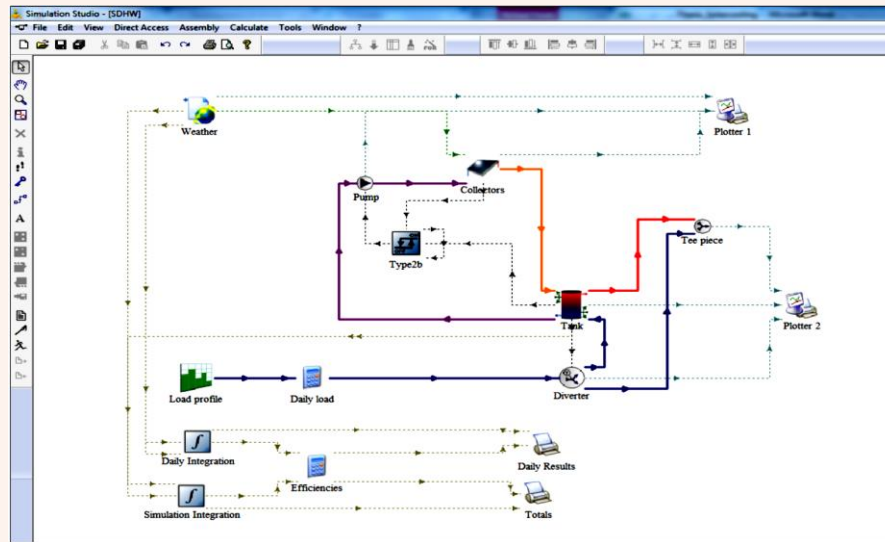 Simulation Studio - [SDHW]
File Edit View Direct Access Assembly Calculate Tools Window ?
Weather
Plotter 1
Collectors
Pump
Type2b
Tee piece
Tank
Plotter 2
Load profile
Daily load
Diverter
Daily Integration
Daily Results
Efficiencies
Simulation Integration
Totals